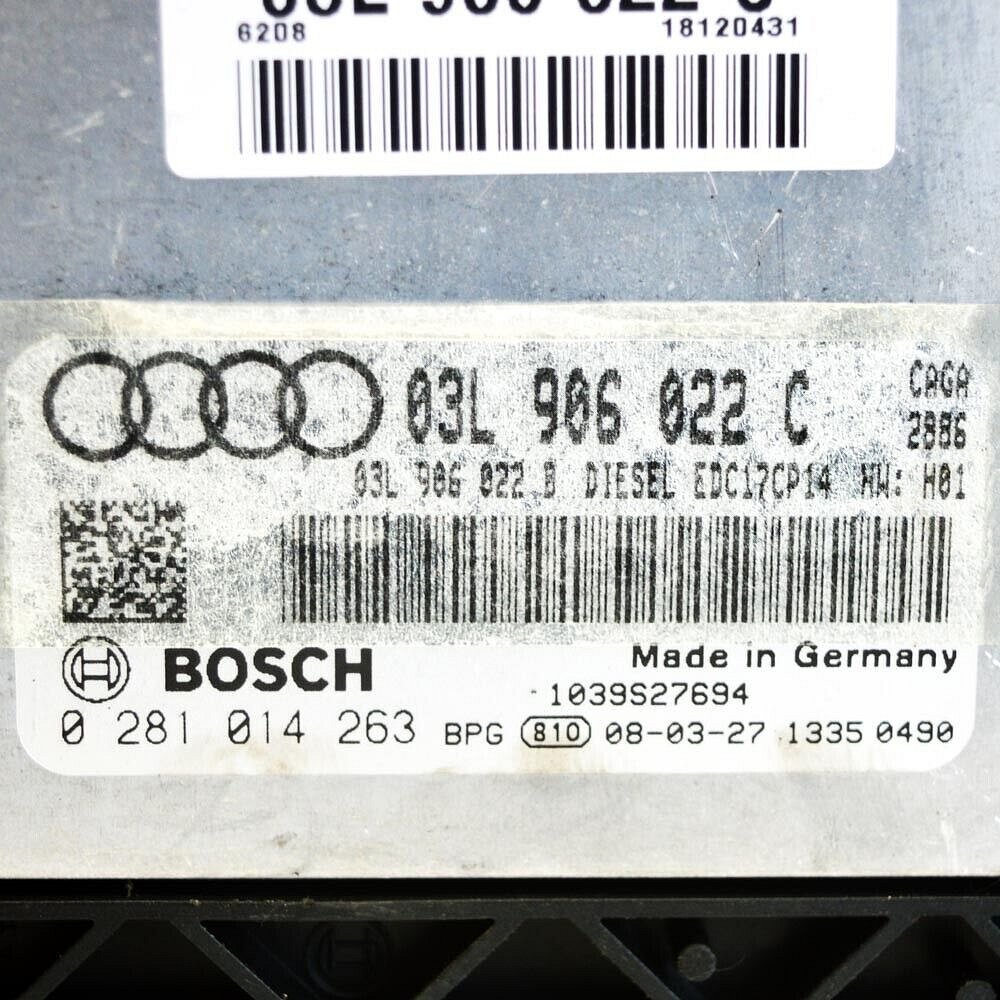 6208 18120431
03L 906 022 C CAGA
2886
03L 906 022 B DIESEL EDC17CP14 HW: H01
BOSCH Made in Germany
1039S27694
0 281 014 263 BPG 810 08-03-27 1335 0490